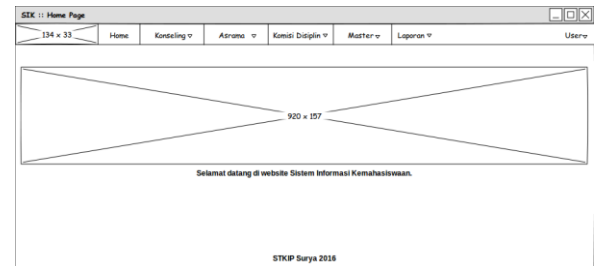 SIK :: Home Page
134 x 33 Home Konseling ▿ Asrama ▿ Komisi Disiplin ▿ Master ▿ Laporan ▿ User ▿
920 x 157
Selamat datang di website Sistem Informasi Kemahasiswaan.
STKIP Surya 2016